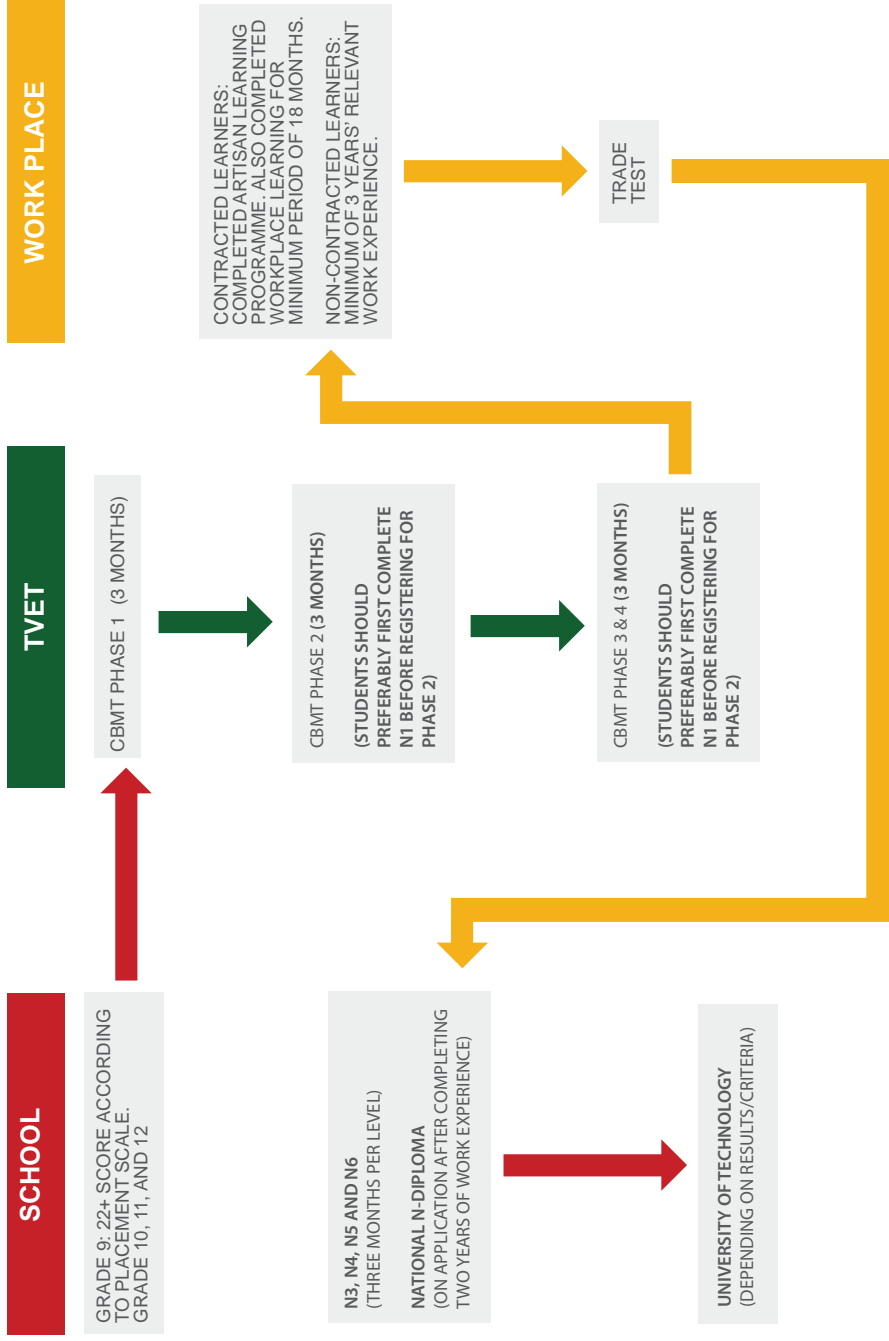 SCHOOL
GRADE 9: 22+ SCORE ACCORDING
TO PLACEMENT SCALE.
GRADE 10, 11, AND 12
N3, N4, N5 AND N6
(THREE MONTHS PER LEVEL)
NATIONAL N-DIPLOMA
(ON APPLICATION AFTER COMPLETING
TWO YEARS OF WORK EXPERIENCE)
UNIVERSITY OF TECHNOLOGY
(DEPENDING ON RESULTS/CRITERIA)
TVET
CBMT PHASE 1 (3 MONTHS)
CBMT PHASE 2 (3 MONTHS)
(STUDENTS SHOULD
PREFERABLY FIRST COMPLETE
N1 BEFORE REGISTERING FOR
PHASE 2)
CBMT PHASE 3 & 4 (3 MONTHS)
(STUDENTS SHOULD
PREFERABLY FIRST COMPLETE
N1 BEFORE REGISTERING FOR
PHASE 2)
WORK PLACE
CONTRACTED LEARNERS:
COMPLETED ARTISAN LEARNING
PROGRAMME. ALSO COMPLETED
WORKPLACE LEARNING FOR
MINIMUM PERIOD OF 18 MONTHS.
NON-CONTRACTED LEARNERS:
MINIMUM OF 3 YEARS' RELEVANT
WORK EXPERIENCE.
TRADE
TEST